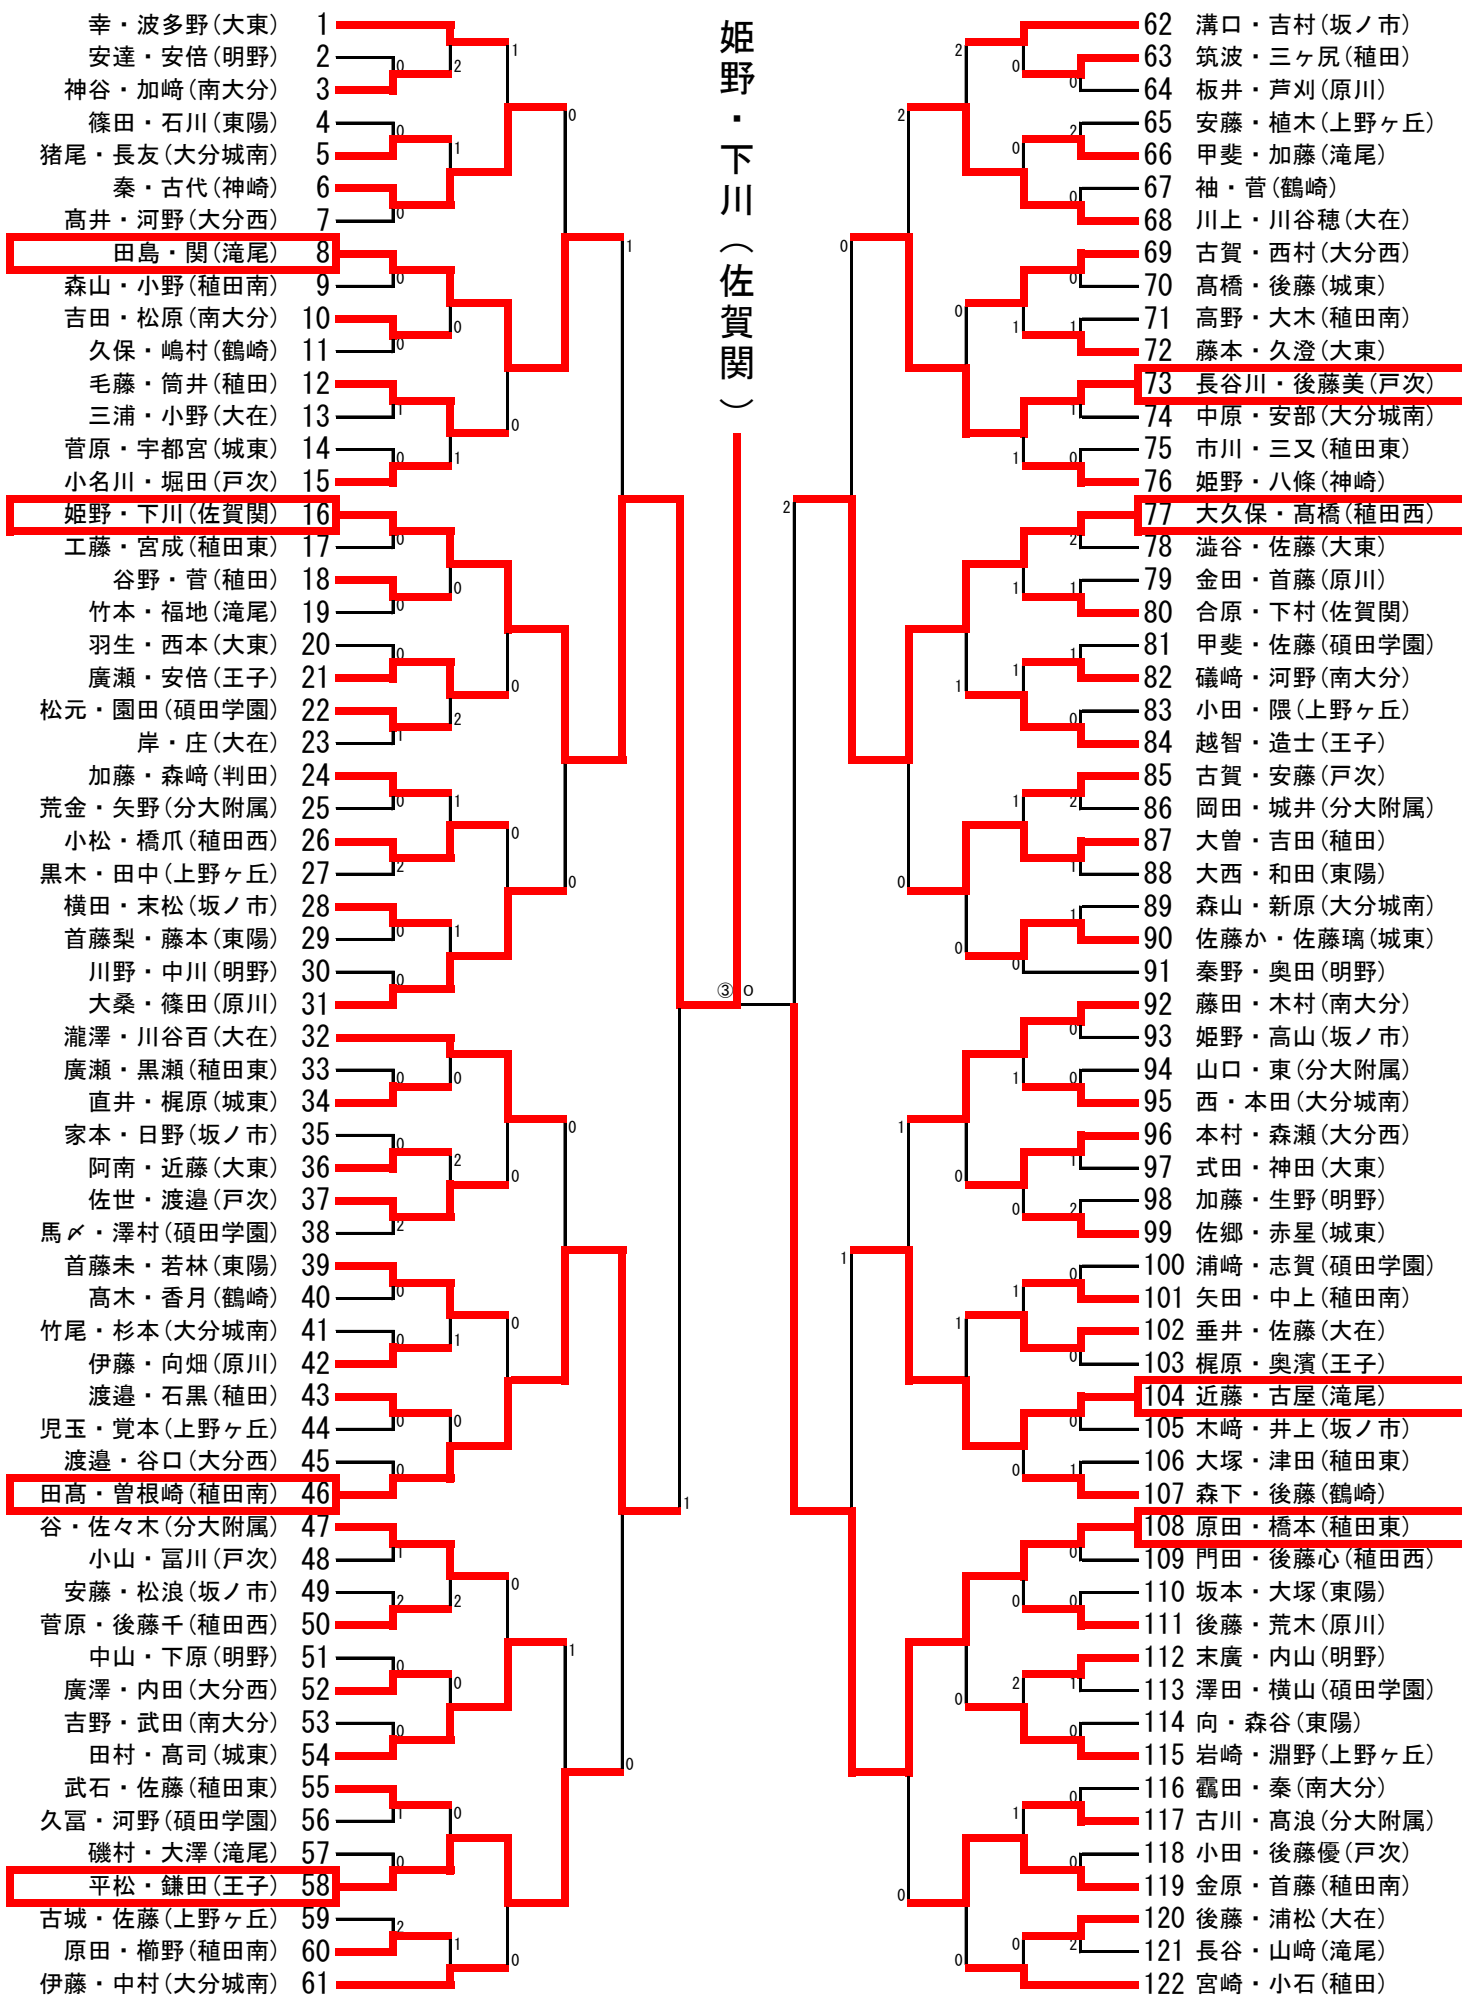 姫野・下川（佐賀関）
幸・波多野(大東) 1
安達・安倍(明野) 2
神谷・加﨑(南大分) 3
篠田・石川(東陽) 4
猪尾・長友(大分城南) 5
秦・古代(神崎) 6
髙井・河野(大分西) 7
田島・関(滝尾) 8
森山・小野(稙田南) 9
吉田・松原(南大分) 10
久保・嶋村(鶴崎) 11
毛藤・筒井(稙田) 12
三浦・小野(大在) 13
菅原・宇都宮(城東) 14
小名川・堀田(戸次) 15
姫野・下川(佐賀関) 16
工藤・宮成(稙田東) 17
谷野・菅(稙田) 18
竹本・福地(滝尾) 19
羽生・西本(大東) 20
廣瀬・安倍(王子) 21
松元・園田(碩田学園) 22
岸・庄(大在) 23
加藤・森﨑(判田) 24
荒金・矢野(分大附属) 25
小松・橋爪(稙田西) 26
黒木・田中(上野ヶ丘) 27
横田・末松(坂ノ市) 28
首藤梨・藤本(東陽) 29
川野・中川(明野) 30
大桑・篠田(原川) 31
瀧澤・川谷百(大在) 32
廣瀬・黒瀬(稙田東) 33
直井・梶原(城東) 34
家本・日野(坂ノ市) 35
阿南・近藤(大東) 36
佐世・渡邉(戸次) 37
馬〆・澤村(碩田学園) 38
首藤未・若林(東陽) 39
髙木・香月(鶴崎) 40
竹尾・杉本(大分城南) 41
伊藤・向畑(原川) 42
渡邉・石黒(稙田) 43
児玉・覚本(上野ヶ丘) 44
渡邉・谷口(大分西) 45
田髙・曽根崎(稙田南) 46
谷・佐々木(分大附属) 47
小山・冨川(戸次) 48
安藤・松浪(坂ノ市) 49
菅原・後藤千(稙田西) 50
中山・下原(明野) 51
廣澤・内田(大分西) 52
吉野・武田(南大分) 53
田村・髙司(城東) 54
武石・佐藤(稙田東) 55
久冨・河野(碩田学園) 56
磯村・大澤(滝尾) 57
平松・鎌田(王子) 58
古城・佐藤(上野ヶ丘) 59
原田・櫛野(稙田南) 60
伊藤・中村(大分城南) 61
③ 0
62 溝口・吉村(坂ノ市)
63 筑波・三ヶ尻(稙田)
64 板井・芦刈(原川)
65 安藤・植木(上野ヶ丘)
66 甲斐・加藤(滝尾)
67 袖・菅(鶴崎)
68 川上・川谷穂(大在)
69 古賀・西村(大分西)
70 髙橋・後藤(城東)
71 高野・大木(稙田南)
72 藤本・久澄(大東)
73 長谷川・後藤美(戸次)
74 中原・安部(大分城南)
75 市川・三又(稙田東)
76 姫野・八條(神崎)
77 大久保・髙橋(稙田西)
78 澁谷・佐藤(大東)
79 金田・首藤(原川)
80 合原・下村(佐賀関)
81 甲斐・佐藤(碩田学園)
82 礒﨑・河野(南大分)
83 小田・隈(上野ヶ丘)
84 越智・造士(王子)
85 古賀・安藤(戸次)
86 岡田・城井(分大附属)
87 大曽・吉田(稙田)
88 大西・和田(東陽)
89 森山・新原(大分城南)
90 佐藤か・佐藤璃(城東)
91 秦野・奥田(明野)
92 藤田・木村(南大分)
93 姫野・高山(坂ノ市)
94 山口・東(分大附属)
95 西・本田(大分城南)
96 本村・森瀬(大分西)
97 式田・神田(大東)
98 加藤・生野(明野)
99 佐郷・赤星(城東)
100 浦﨑・志賀(碩田学園)
101 矢田・中上(稙田南)
102 垂井・佐藤(大在)
103 梶原・奥濱(王子)
104 近藤・古屋(滝尾)
105 木﨑・井上(坂ノ市)
106 大塚・津田(稙田東)
107 森下・後藤(鶴崎)
108 原田・橋本(稙田東)
109 門田・後藤心(稙田西)
110 坂本・大塚(東陽)
111 後藤・荒木(原川)
112 末廣・内山(明野)
113 澤田・横山(碩田学園)
114 向・森谷(東陽)
115 岩崎・淵野(上野ヶ丘)
116 靏田・秦(南大分)
117 古川・髙浪(分大附属)
118 小田・後藤優(戸次)
119 金原・首藤(稙田南)
120 後藤・浦松(大在)
121 長谷・山﨑(滝尾)
122 宮崎・小石(稙田)